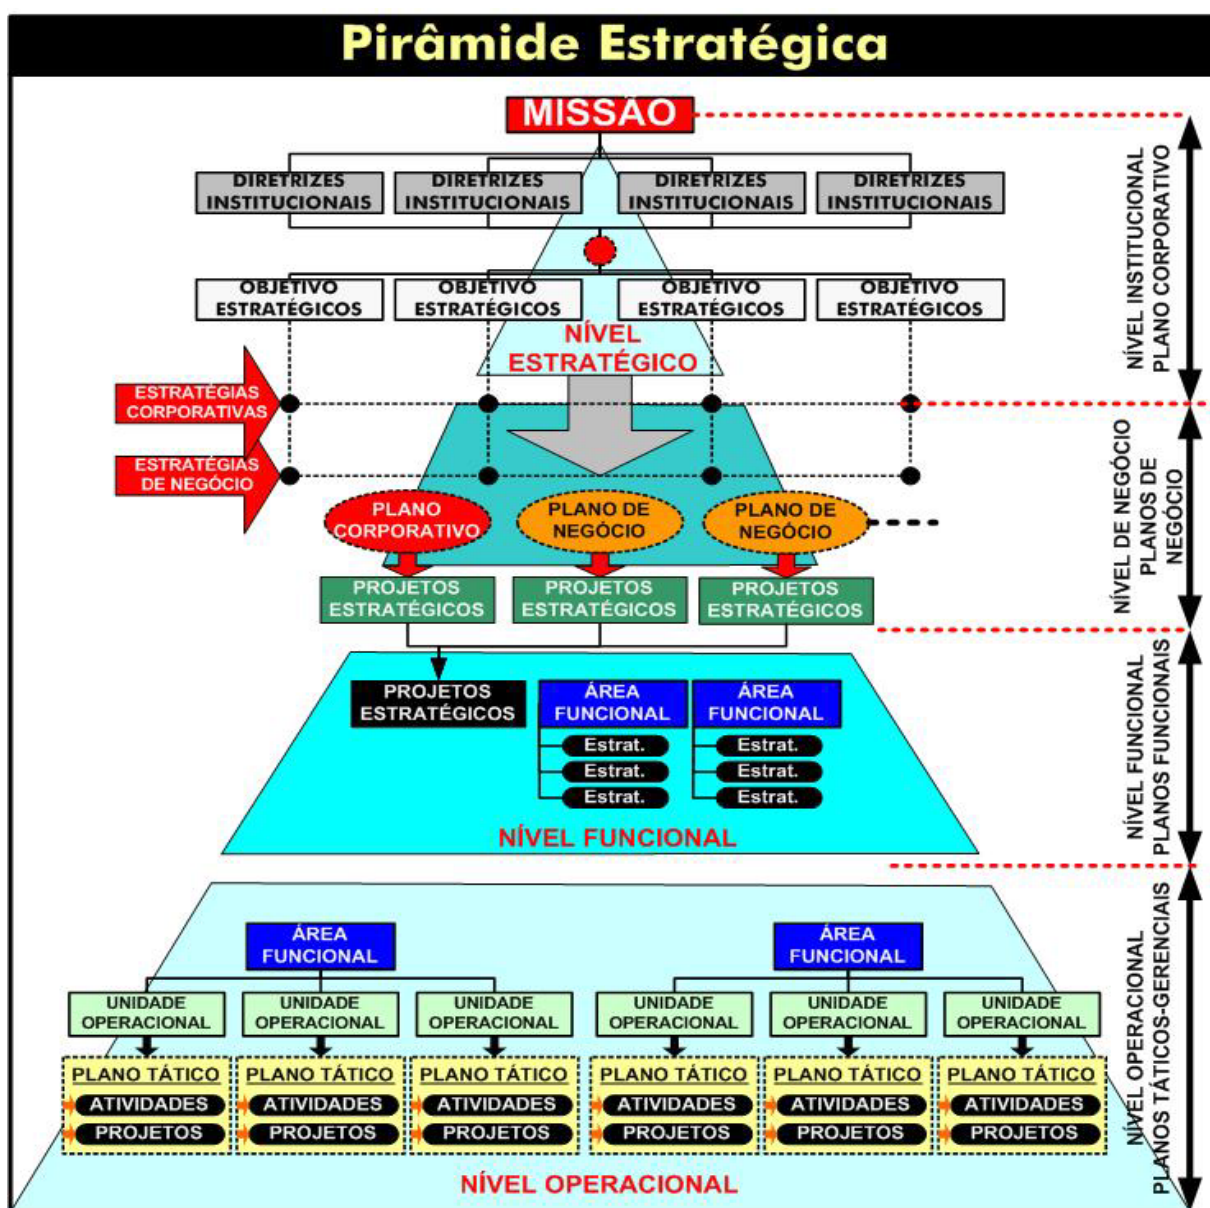 Pirâmide Estratégica
MISSÃO
DIRETRIZES
INSTITUCIONAIS
DIRETRIZES
INSTITUCIONAIS
DIRETRIZES
INSTITUCIONAIS
DIRETRIZES
INSTITUCIONAIS
OBJETIVO
ESTRATÉGICOS
OBJETIVO
ESTRATÉGICOS
OBJETIVO
ESTRATÉGICOS
OBJETIVO
ESTRATÉGICOS
NÍVEL
ESTRATÉGICO
NÍVEL INSTITUCIONAL
PLANO CORPORATIVO
ESTRATÉGIAS
CORPORATIVAS
ESTRATÉGIAS
DE NEGÓCIO
PLANO
CORPORATIVO
PLANO DE
NEGÓCIO
PLANO DE
NEGÓCIO
PROJETOS
ESTRATÉGICOS
PROJETOS
ESTRATÉGICOS
PROJETOS
ESTRATÉGICOS
NÍVEL DE NEGÓCIO
PLANOS DE
NEGÓCIO
PROJETOS
ESTRATÉGICOS
ÁREA
FUNCIONAL
Estrat.
Estrat.
Estrat.
ÁREA
FUNCIONAL
Estrat.
Estrat.
Estrat.
NÍVEL FUNCIONAL
NÍVEL FUNCIONAL
PLANOS FUNCIONAIS
ÁREA
FUNCIONAL
ÁREA
FUNCIONAL
UNIDADE
OPERACIONAL
UNIDADE
OPERACIONAL
UNIDADE
OPERACIONAL
UNIDADE
OPERACIONAL
UNIDADE
OPERACIONAL
UNIDADE
OPERACIONAL
PLANO TÁTICO
ATIVIDADES
PROJETOS
PLANO TÁTICO
ATIVIDADES
PROJETOS
PLANO TÁTICO
ATIVIDADES
PROJETOS
PLANO TÁTICO
ATIVIDADES
PROJETOS
PLANO TÁTICO
ATIVIDADES
PROJETOS
PLANO TÁTICO
ATIVIDADES
PROJETOS
NÍVEL OPERACIONAL
NÍVEL OPERACIONAL
PLANOS TÁTICOS-GERENCIAIS